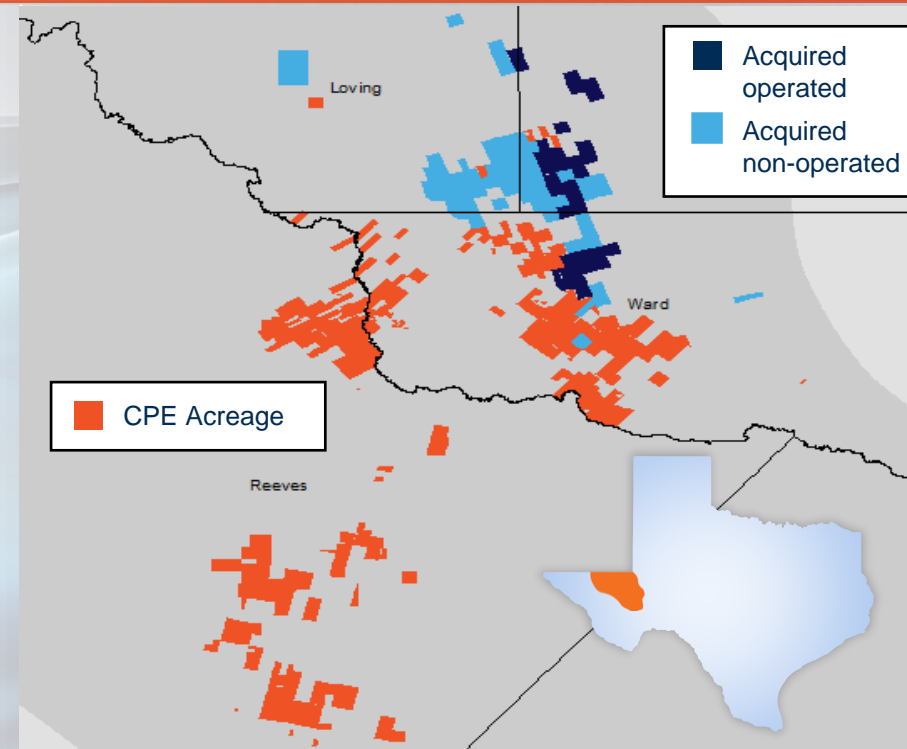 Acquired
operated
Acquired
non-operated
Loving
Ward
CPE Acreage
Reeves